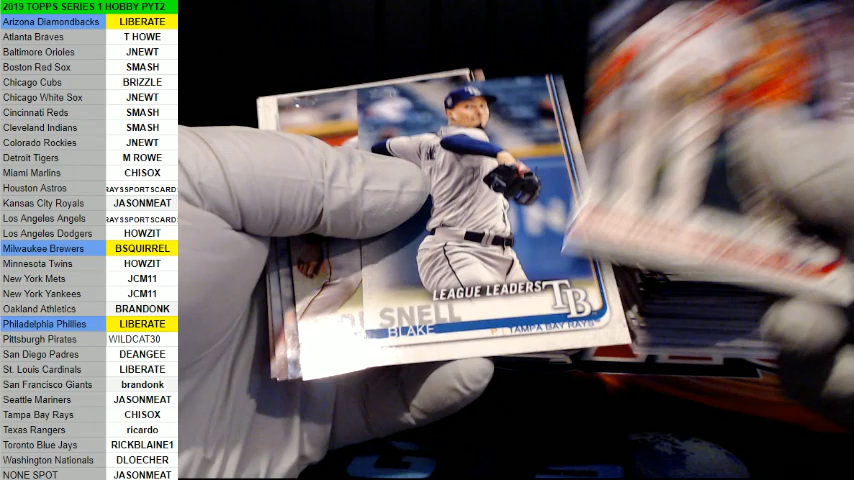 2019 TOPPS SERIES 1 HOBBY PYT2
Arizona Diamondbacks LIBERATE
Atlanta Braves T HOWE
Baltimore Orioles JNEWT
Boston Red Sox SMASH
Chicago Cubs BRIZZLE
Chicago White Sox JNEWT
Cincinnati Reds SMASH
Cleveland Indians SMASH
Colorado Rockies JNEWT
Detroit Tigers M ROWE
Miami Marlins CHISOX
Houston Astros RAYSSPORTSCARD
Kansas City Royals JASONMEAT
Los Angeles Angels RAYSSPORTSCARD
Los Angeles Dodgers HOWZIT
Milwaukee Brewers BSQUIRREL
Minnesota Twins HOWZIT
New York Mets JCM11
New York Yankees JCM11
Oakland Athletics BRANDONK
Philadelphia Phillies LIBERATE
Pittsburgh Pirates WILDCAT30
San Diego Padres DEANGEE
St. Louis Cardinals LIBERATE
San Francisco Giants brandonk
Seattle Mariners JASONMEAT
Tampa Bay Rays CHISOX
Texas Rangers ricardo
Toronto Blue Jays RICKBLAINE1
Washington Nationals DLOECHER
NONE SPOT JASONMEAT
LEAGUE LEADERS
TB
SNELL
BLAKE
P TAMPA BAY RAYS